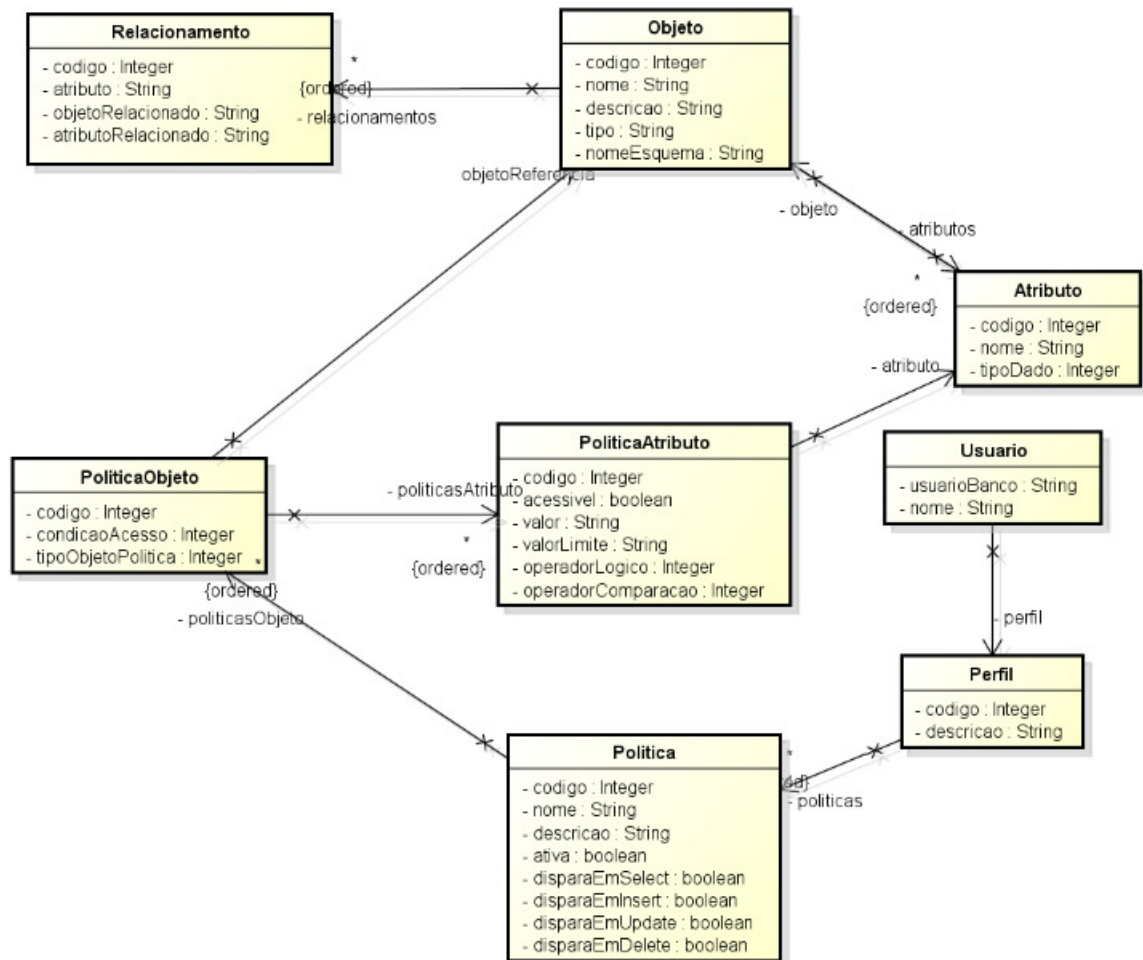 Relacionamento
- codigo : Integer
- atributo : String
- objetoRelacionado : String
- atributoRelacionado : String
*
{ordered}
- relacionamentos
Objeto
- codigo : Integer
- nome : String
- descricao : String
- tipo : String
- nomeEsquema : String
objetoReferencia
- objeto
- atributos
*
{ordered}
Atributo
- codigo : Integer
- nome : String
- tipoDado : Integer
- atributo
PoliticaObjeto
- codigo : Integer
- condicaoAcesso : Integer
- tipoObjetoPolitica : Integer
*
{ordered}
- politicasObjeto
- politicasAtributo
*
{ordered}
PoliticaAtributo
- codigo : Integer
- acessivel : boolean
- valor : String
- valorLimite : String
- operadorLogico : Integer
- operadorComparacao : Integer
Usuario
- usuarioBanco : String
- nome : String
- perfil
Perfil
- codigo : Integer
- descricao : String
*
- politicas
Politica
- codigo : Integer
- nome : String
- descricao : String
- ativa : boolean
- disparaEmSelect : boolean
- disparaEmInsert : boolean
- disparaEmUpdate : boolean
- disparaEmDelete : boolean